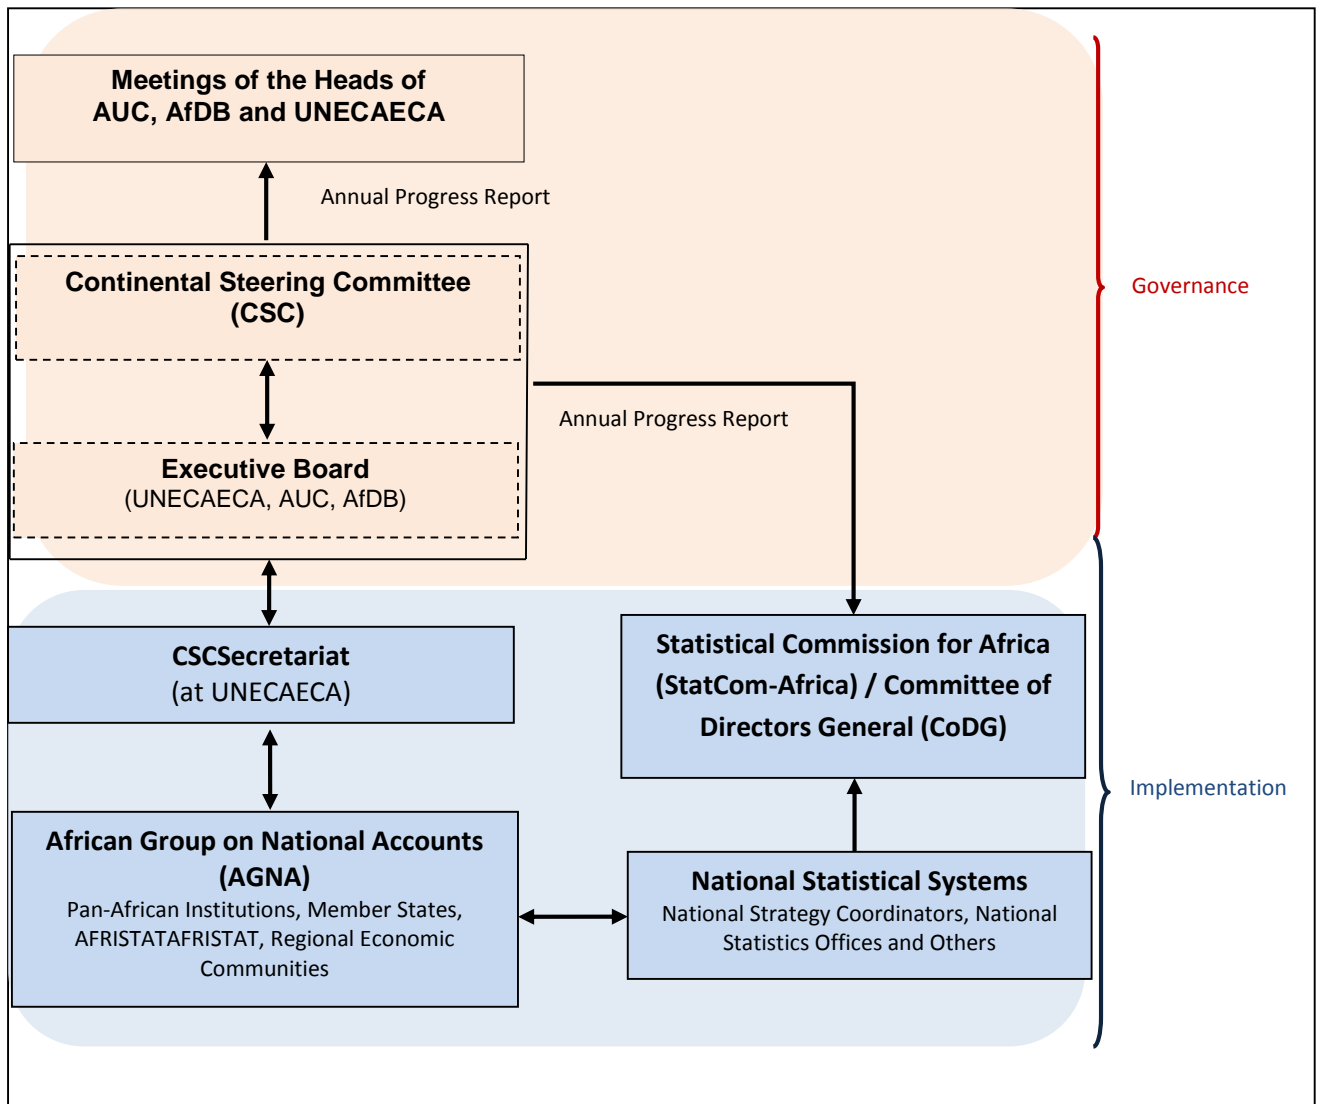 Meetings of the Heads of
AUC, AfDB and UNECAECA
Annual Progress Report
Continental Steering Committee
(CSC)
Governance
Annual Progress Report
Executive Board
(UNECAECA, AUC, AfDB)
CSCSecretariat
(at UNECAECA)
Statistical Commission for Africa
(StatCom-Africa) / Committee of
Directors General (CoDG)
Implementation
African Group on National Accounts
(AGNA)
Pan-African Institutions, Member States,
AFRISTATAFRISTAT, Regional Economic
Communities
National Statistical Systems
National Strategy Coordinators, National
Statistics Offices and Others